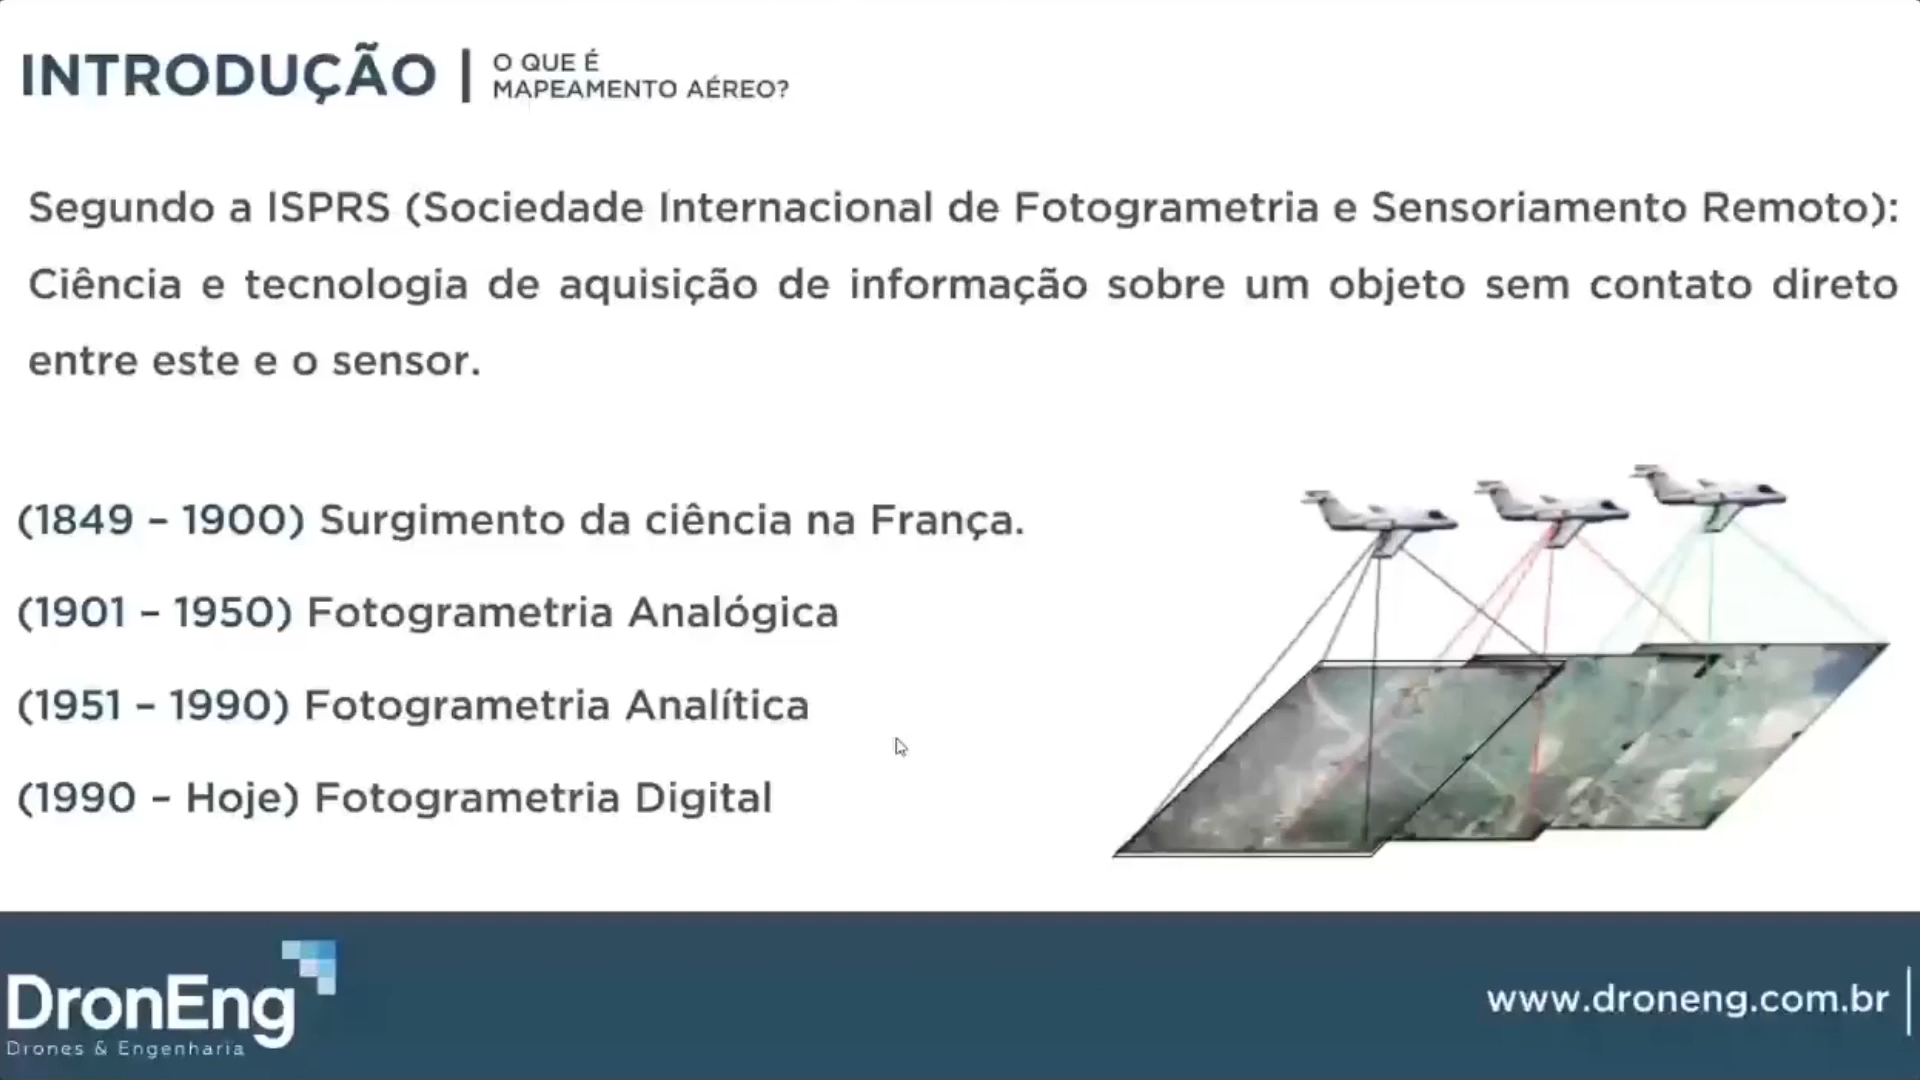 INTRODUÇÃO
O QUE É
MAPEAMENTO AÉREO?
Segundo a ISPRS (Sociedade Internacional de Fotogrametria e Sensoriamento Remoto):
Ciência e tecnologia de aquisição de informação sobre um objeto sem contato direto
entre este e o sensor.
(1849 – 1900) Surgimento da ciência na França.
(1901 – 1950) Fotogrametria Analógica
(1951 – 1990) Fotogrametria Analítica
(1990 – Hoje) Fotogrametria Digital
DronEng
Drones & Engenharia
www.droneng.com.br